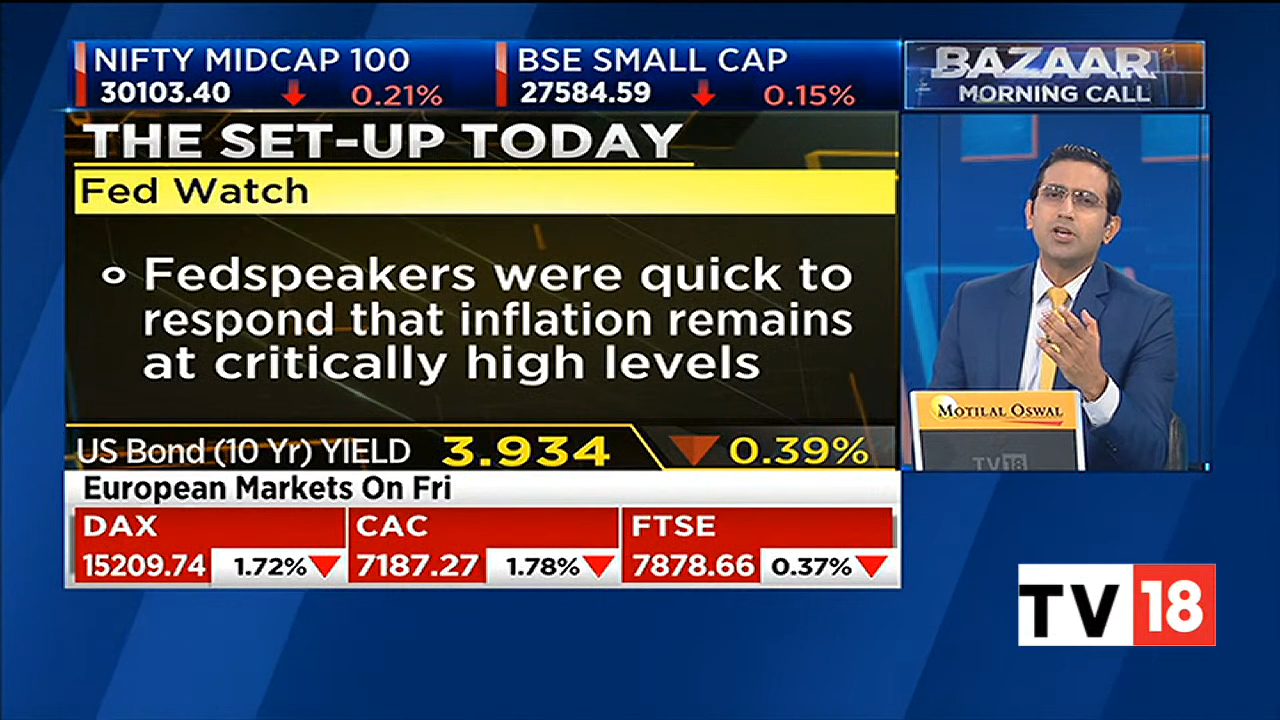 NIFTY MIDCAP 100
30103.40 0.21%
BSE SMALL CAP
27584.59 0.15%
BAZAAR
MORNING CALL
THE SET-UP TODAY
Fed Watch
Fedspeakers were quick to
respond that inflation remains
at critically high levels
US Bond (10 Yr) YIELD 3.934 0.39%
European Markets On Fri
DAX
15209.74 1.72%
CAC
7187.27 1.78%
FTSE
7878.66 0.37%
MOTILAL OSWAL
TV18
TV18